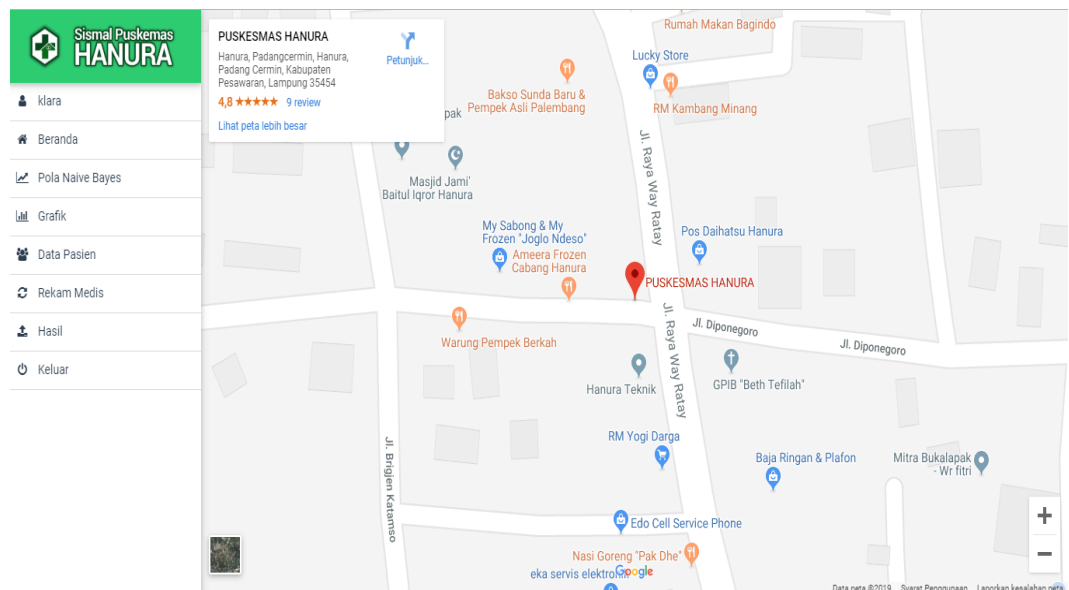 Sismal Puskemas
HANURA
klara
Beranda
Pola Naive Bayes
Grafik
Data Pasien
Rekam Medis
Hasil
Keluar
PUSKESMAS HANURA
Hanura, Padangcermin, Hanura,
Padang Cermin, Kabupaten
Pesawaran, Lampung 35454
4,8 ★★★★★ 9 review
Lihat peta lebih besar
Petunjuk...
Rumah Makan Bagindo
Lucky Store
RM Kambang Minang
Bakso Sunda Baru &
Pempek Asli Palembang
pak
Masjid Jami'
Baitul Iqror Hanura
Jl. Raya Way Ratay
My Sabong & My
Frozen "Joglo Ndeso"
Ameera Frozen
Cabang Hanura
Pos Daihatsu Hanura
PUSKESMAS HANURA
Warung Pempek Berkah
Jl. Raya Way Ratay
Jl. Diponegoro
Jl. Diponegoro
Hanura Teknik
GPIB "Beth Tefilah"
RM Yogi Darga
Jl. Brigjen Katamso
Baja Ringan & Plafon
Mitra Bukalapak
- Wr fitri
Edo Cell Service Phone
Nasi Goreng "Pak Dhe"
eka servis elektroni...
Google
+
−
Data peta ©2019 Syarat Penggunaan Laporkan kesalahan peta